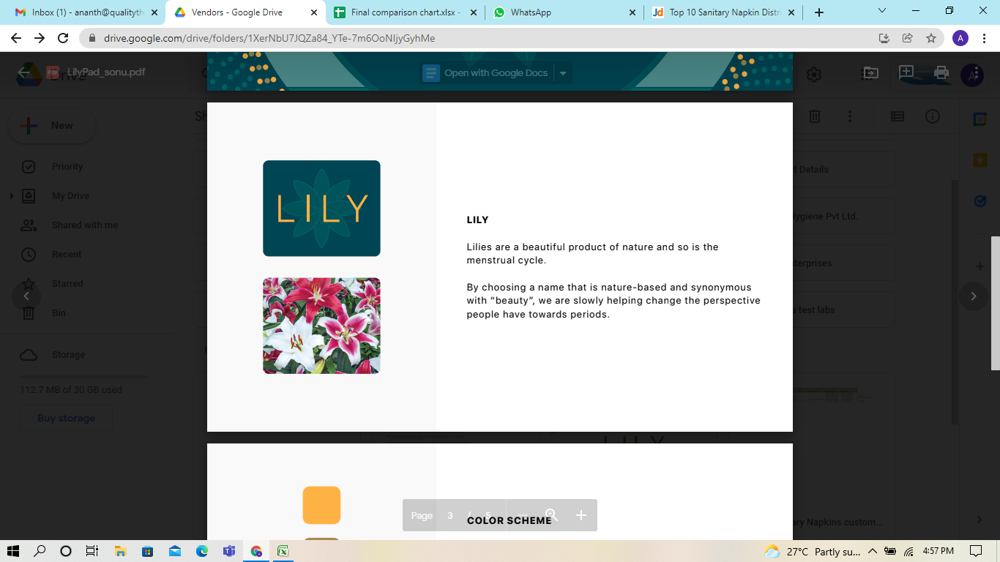 Inbox (1) - ananth@qualityth
Vendors - Google Drive
Final comparison chart.xlsx -
WhatsApp
Jd
Top 10 Sanitary Napkin Distri
drive.google.com/drive/folders/1XerNbU7JQZa84_YTe-7m6OoNIjyGyhMe
A
LilyPad_sonu.pdf
Drive
Open with Google Docs
A
New
Priority
My Drive
Shared with me
Recent
Starred
Bin
Storage
112.7 MB of 30 GB used
Buy storage
LILY
LILY
Lilies are a beautiful product of nature and so is the
menstrual cycle.
By choosing a name that is nature-based and synonymous
with “beauty”, we are slowly helping change the perspective
people have towards periods.
t Details
ygiene Pvt Ltd.
terprises
s test labs
ery Napkins custom...
Page 3 / 5
COLOR SCHEME
27°C Partly su...
4:57 PM